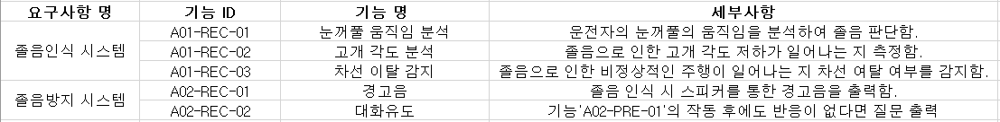 요구사항 명 기능 ID 기능 명 세부사항
졸음인식 시스템 A01-REC-01 눈꺼풀 움직임 분석 운전자의 눈꺼풀의 움직임을 분석하여 졸음 판단함.
A01-REC-02 고개 각도 분석 졸음으로 인한 고개 각도 저하가 일어나는 지 측정함.
A01-REC-03 차선 이탈 감지 졸음으로 인한 비정상적인 주행이 일어나는 지 차선 여탈 여부를 감지함.
졸음방지 시스템 A02-REC-01 경고음 졸음 인식 시 스피커를 통한 경고음을 출력함.
A02-REC-02 대화유도 기능'A02-PRE-01'의 작동 후에도 반응이 없다면 질문 출력